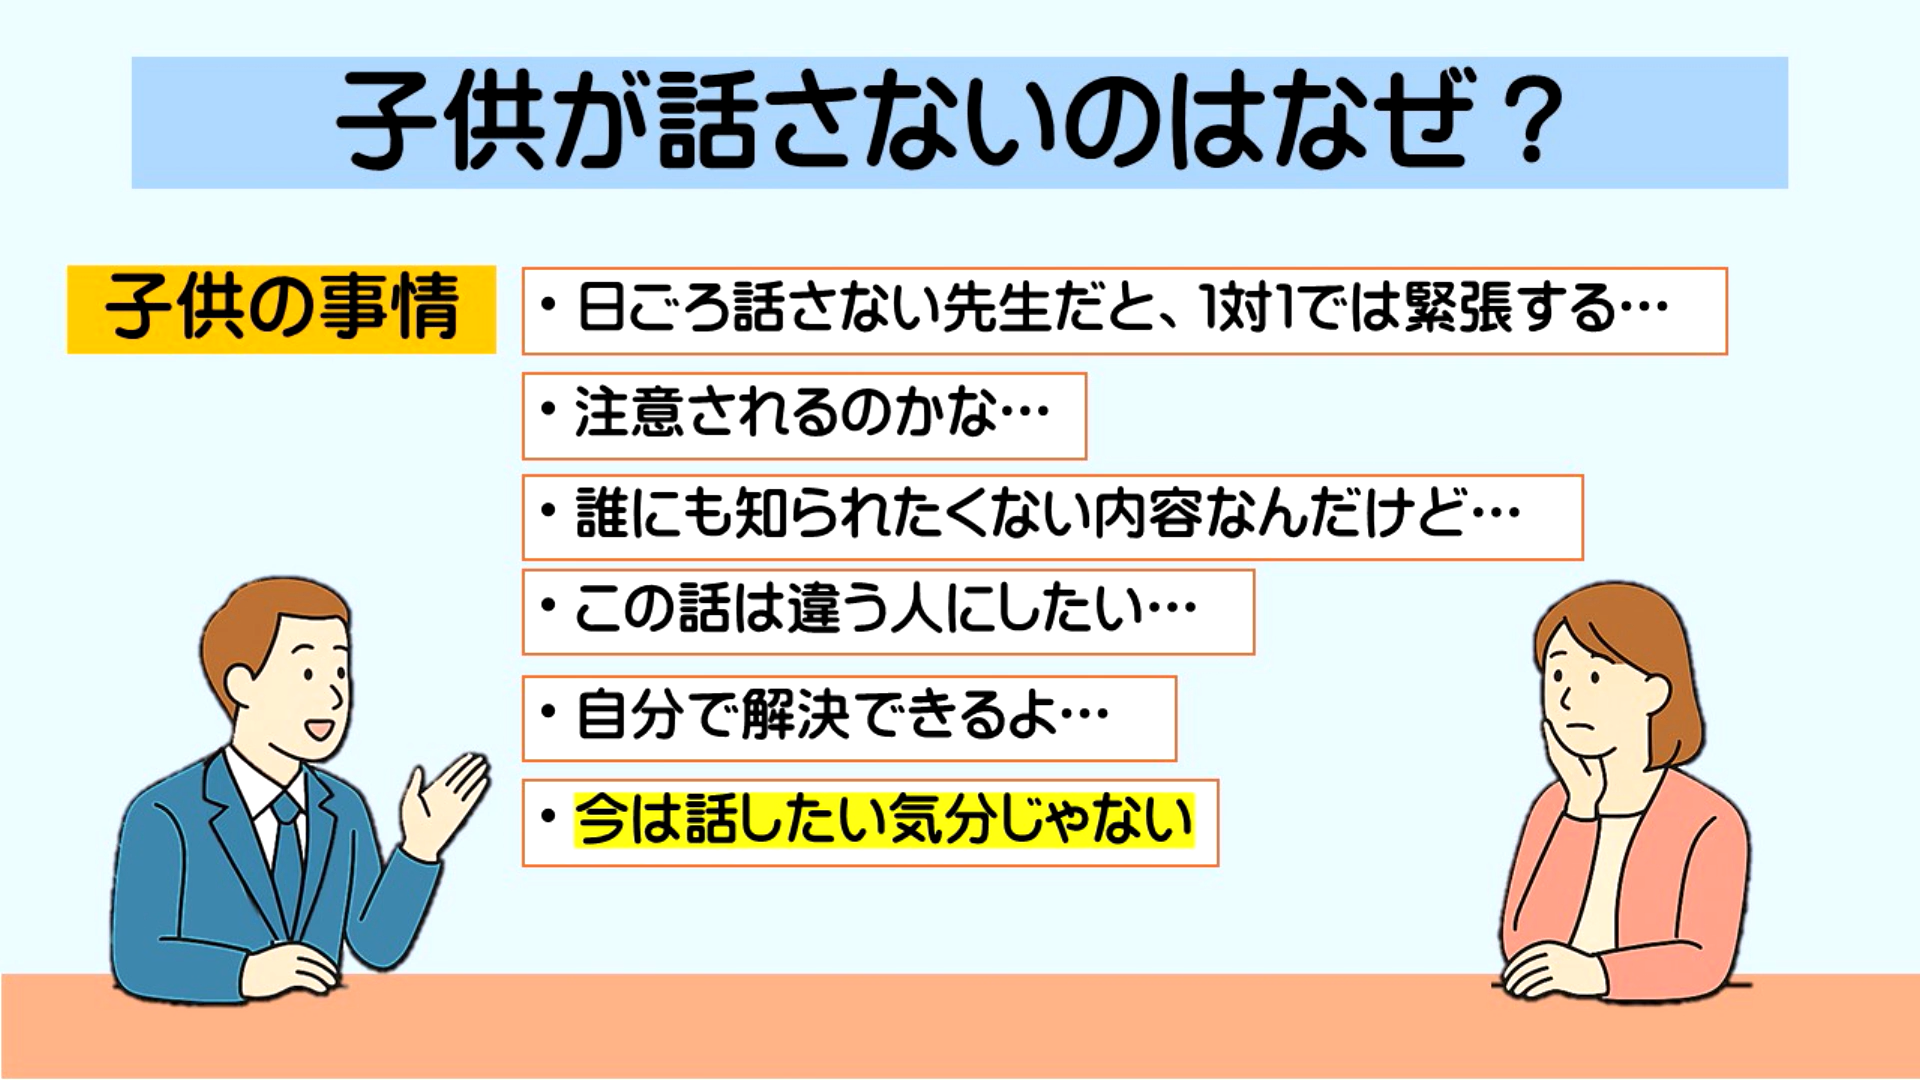 子供が話さないのはなぜ？
子供の事情
・日ごろ話さない先生だと、1対1では緊張する…
・注意されるのかな…
・誰にも知られたくない内容なんだけど…
・この話は違う人にしたい…
・自分で解決できるよ…
・今は話したい気分じゃない